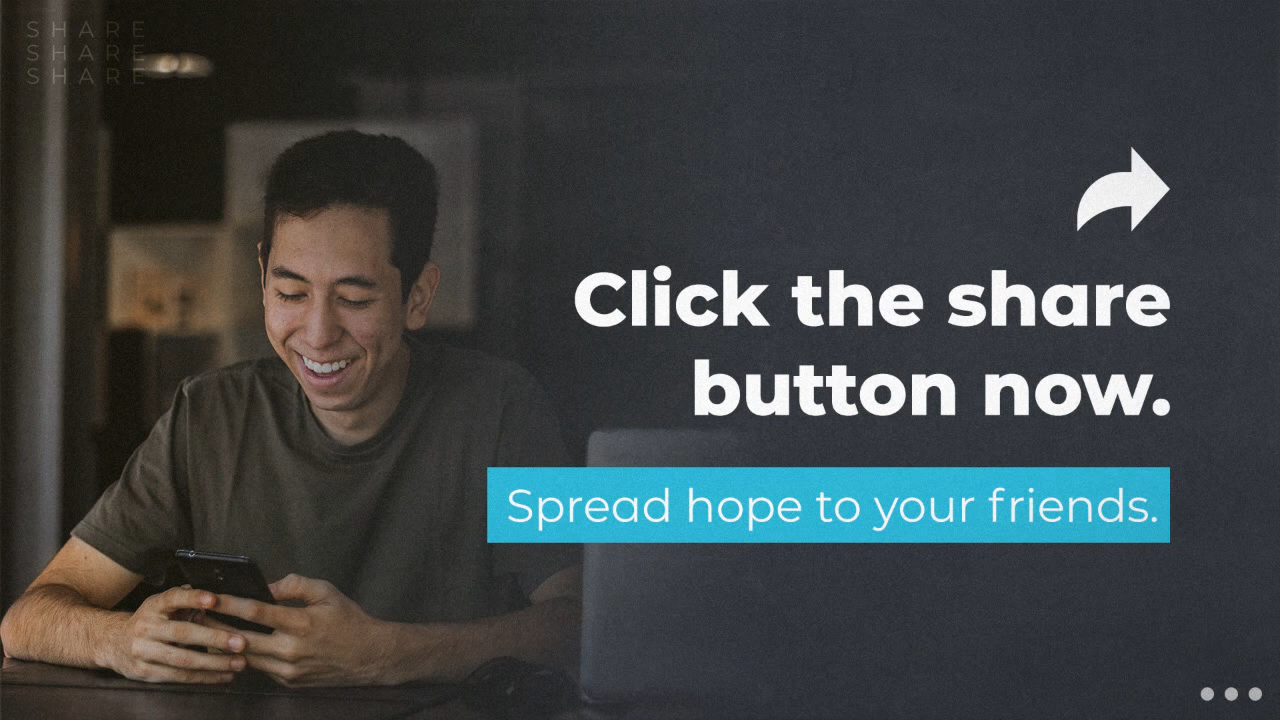 SHARE
SHARE
SHARE
Click the share
button now.
Spread hope to your friends.